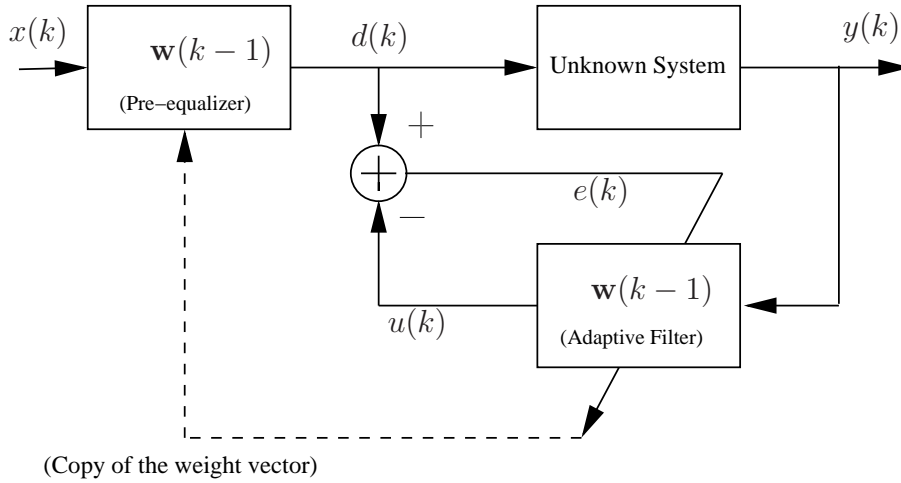 x(k)
w(k − 1)
(Pre−equalizer)
d(k)
Unknown System
y(k)
+
e(k)
−
w(k − 1)
(Adaptive Filter)
u(k)
(Copy of the weight vector)